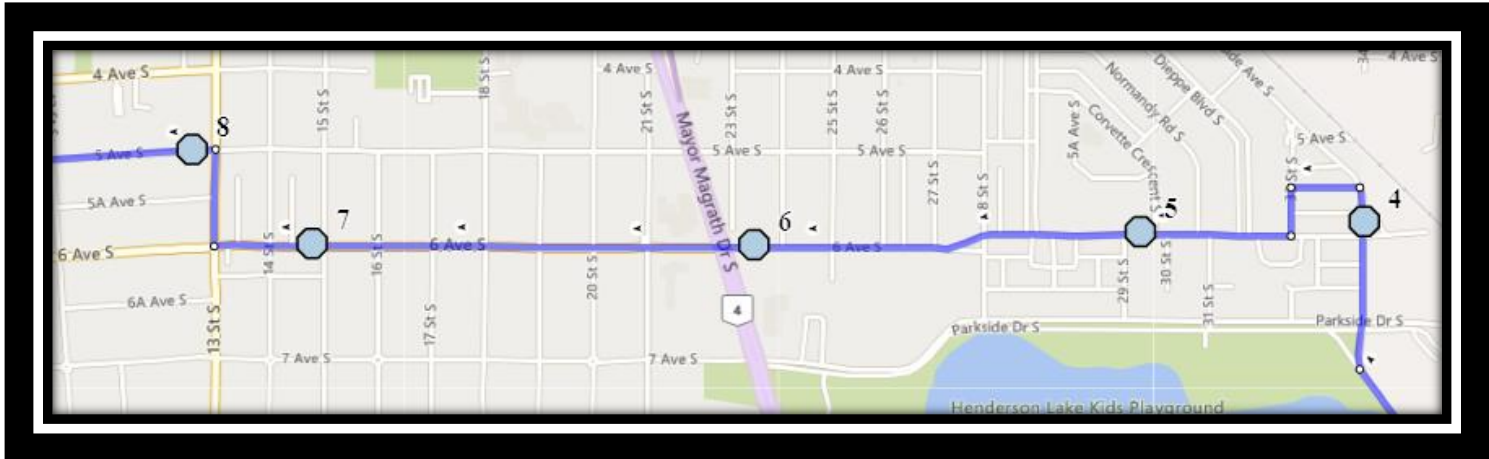 4 Ave S
4 Ave S
4 Ave S
4 Ave S
18 St S
15 St S
21 St S
23 St S
25 St S
26 St S
Mayor Magrath Dr S
Dieppe Blvd S
Normandy Rd S
Corvette Crescent S
5A Ave S
5 Ave S
8
5 Ave S
5 Ave S
5 Ave S
27 St S
8 St S
5A Ave S
7
6
5
4
6 Ave S
14 St S
16 St S
6 Ave S
6 Ave S
20 St S
29 St S
30 St S
31 St S
6A Ave S
13 St S
17 St S
4
Parkside Dr S
Parkside Dr S
7 Ave S
7 Ave S
Henderson Lake Kids Playground